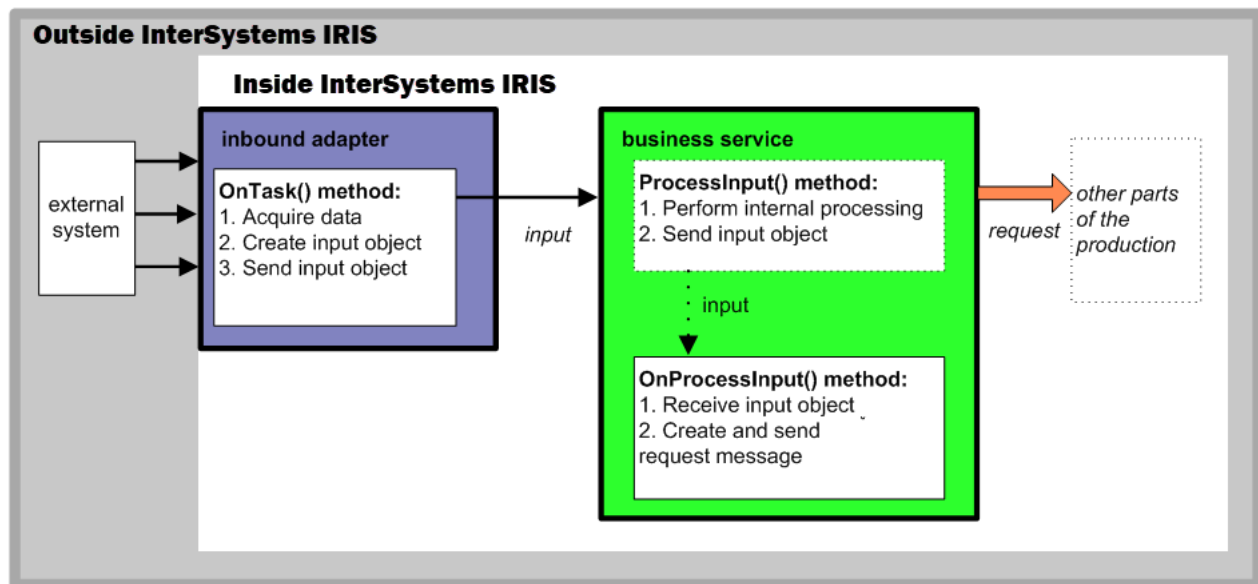 Outside InterSystems IRIS
Inside InterSystems IRIS
inbound adapter
business service
external
system
OnTask() method:
1. Acquire data
2. Create input object
3. Send input object
input
ProcessInput() method:
1. Perform internal processing
2. Send input object
input
OnProcessInput() method:
1. Receive input object
2. Create and send
request message
request
other parts
of the
production